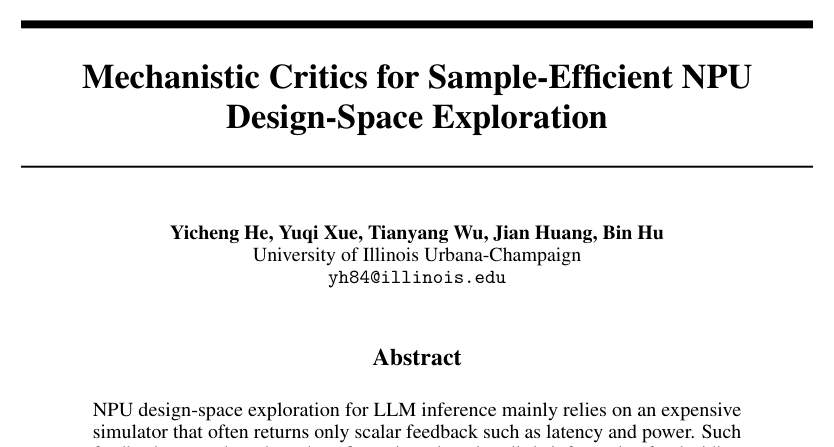 Mechanistic Critics for Sample-Efficient NPU
Design-Space Exploration
Yicheng He, Yuqi Xue, Tianyang Wu, Jian Huang, Bin Hu
University of Illinois Urbana-Champaign
yh84@illinois.edu
Abstract
NPU design-space exploration for LLM inference mainly relies on an expensive
simulator that often returns only scalar feedback such as latency and power. Such